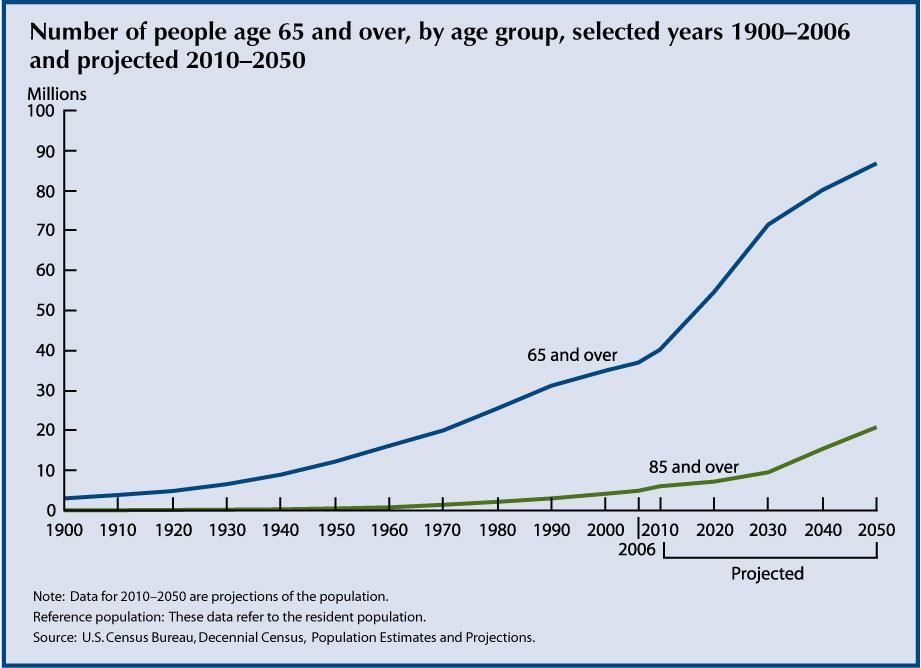 Number of people age 65 and over, by age group, selected years 1900–2006
and projected 2010–2050
Millions
100
90
80
70
60
50
40
30
20
10
0
65 and over
85 and over
1900 1910 1920 1930 1940 1950 1960 1970 1980 1990 2000 2010 2020 2030 2040 2050
2006
Projected
Note: Data for 2010–2050 are projections of the population.
Reference population: These data refer to the resident population.
Source: U.S. Census Bureau, Decennial Census, Population Estimates and Projections.